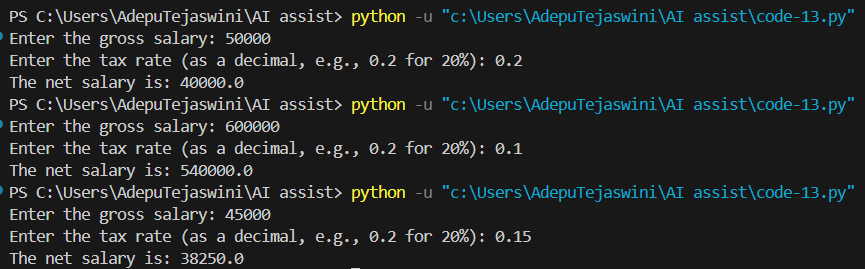 PS C:\Users\AdepuTejaswini\AI assist> python -u "c:\Users\AdepuTejaswini\AI assist\code-13.py"
Enter the gross salary: 50000
Enter the tax rate (as a decimal, e.g., 0.2 for 20%): 0.2
The net salary is: 40000.0
PS C:\Users\AdepuTejaswini\AI assist> python -u "c:\Users\AdepuTejaswini\AI assist\code-13.py"
Enter the gross salary: 600000
Enter the tax rate (as a decimal, e.g., 0.2 for 20%): 0.1
The net salary is: 540000.0
PS C:\Users\AdepuTejaswini\AI assist> python -u "c:\Users\AdepuTejaswini\AI assist\code-13.py"
Enter the gross salary: 45000
Enter the tax rate (as a decimal, e.g., 0.2 for 20%): 0.15
The net salary is: 38250.0